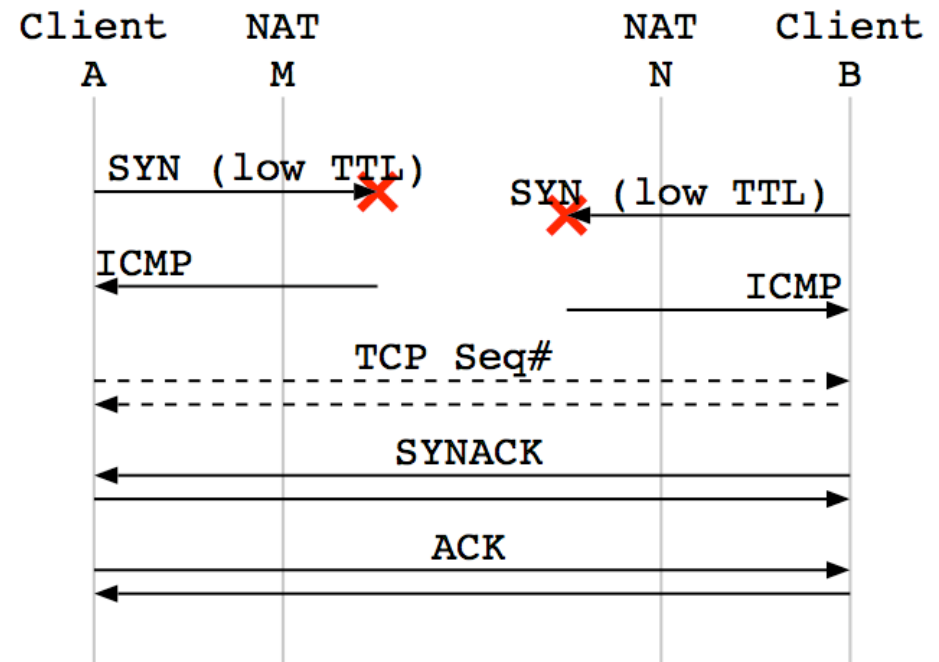 Client NAT NAT Client
A M N B
SYN (low TTL)
SYN (low TTL)
ICMP
ICMP
TCP Seq#
SYNACK
ACK